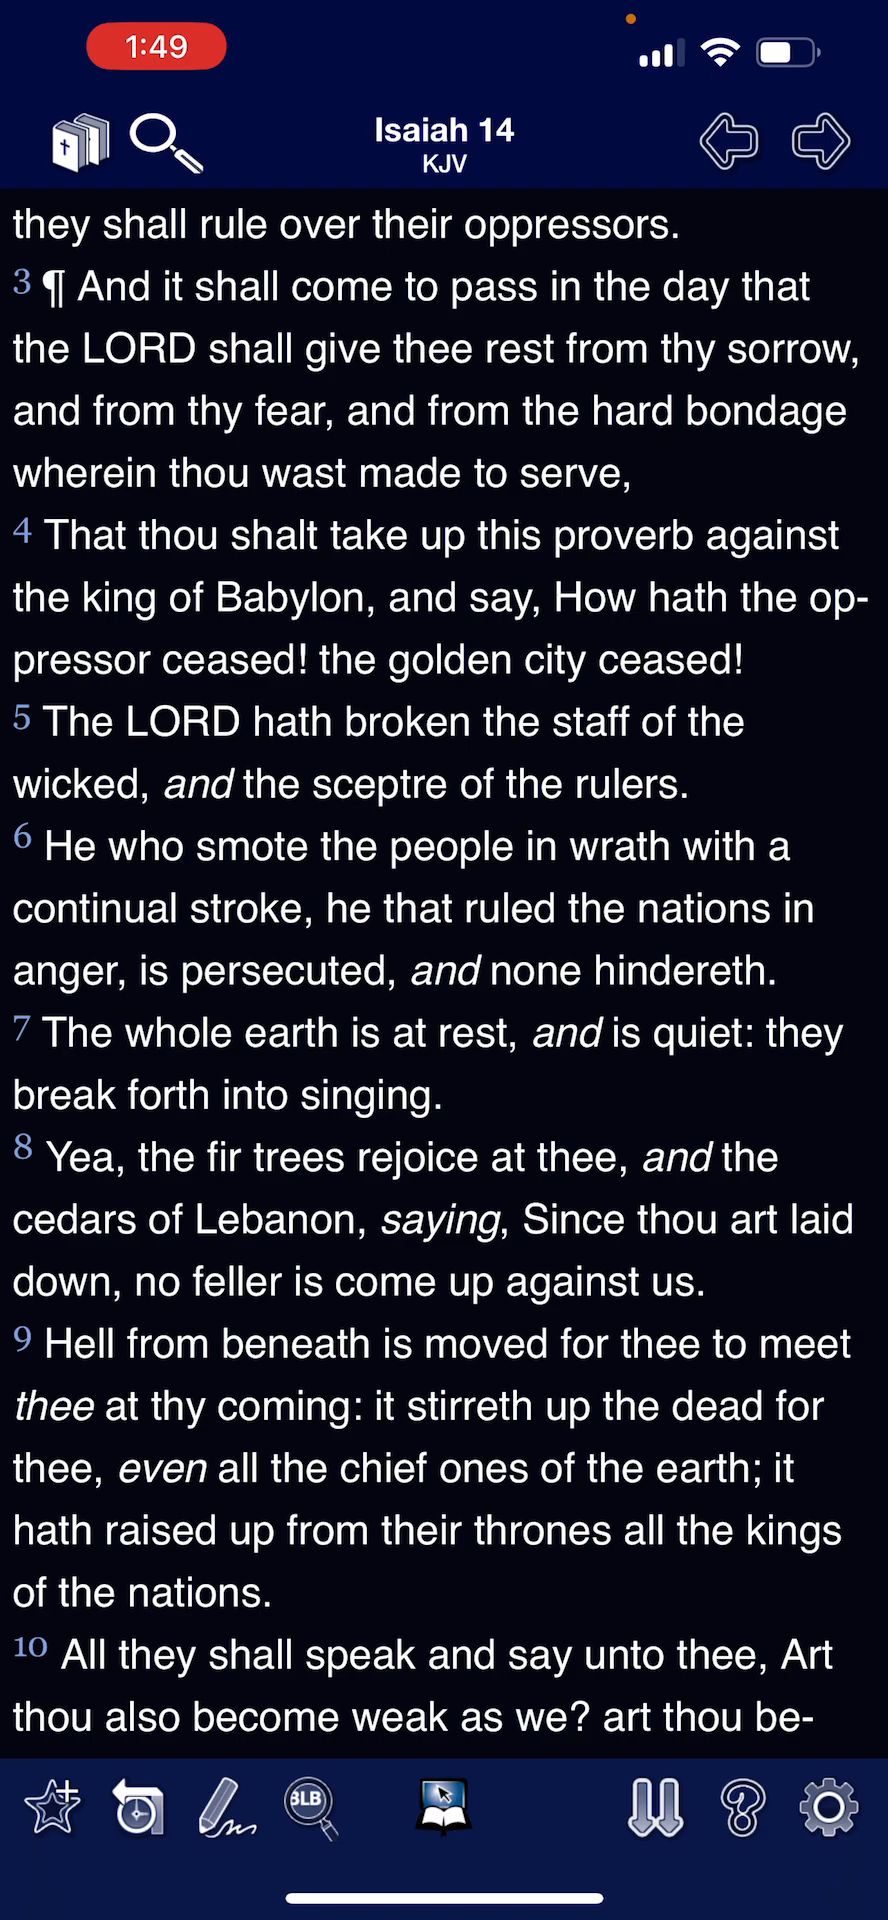 1:49
Isaiah 14
KJV
they shall rule over their oppressors.
3 ¶ And it shall come to pass in the day that
the LORD shall give thee rest from thy sorrow,
and from thy fear, and from the hard bondage
wherein thou wast made to serve,
4 That thou shalt take up this proverb against
the king of Babylon, and say, How hath the op-
pressor ceased! the golden city ceased!
5 The LORD hath broken the staff of the
wicked, and the sceptre of the rulers.
6 He who smote the people in wrath with a
continual stroke, he that ruled the nations in
anger, is persecuted, and none hindereth.
7 The whole earth is at rest, and is quiet: they
break forth into singing.
8 Yea, the fir trees rejoice at thee, and the
cedars of Lebanon, saying, Since thou art laid
down, no feller is come up against us.
9 Hell from beneath is moved for thee to meet
thee at thy coming: it stirreth up the dead for
thee, even all the chief ones of the earth; it
hath raised up from their thrones all the kings
of the nations.
10 All they shall speak and say unto thee, Art
thou also become weak as we? art thou be-
BLB